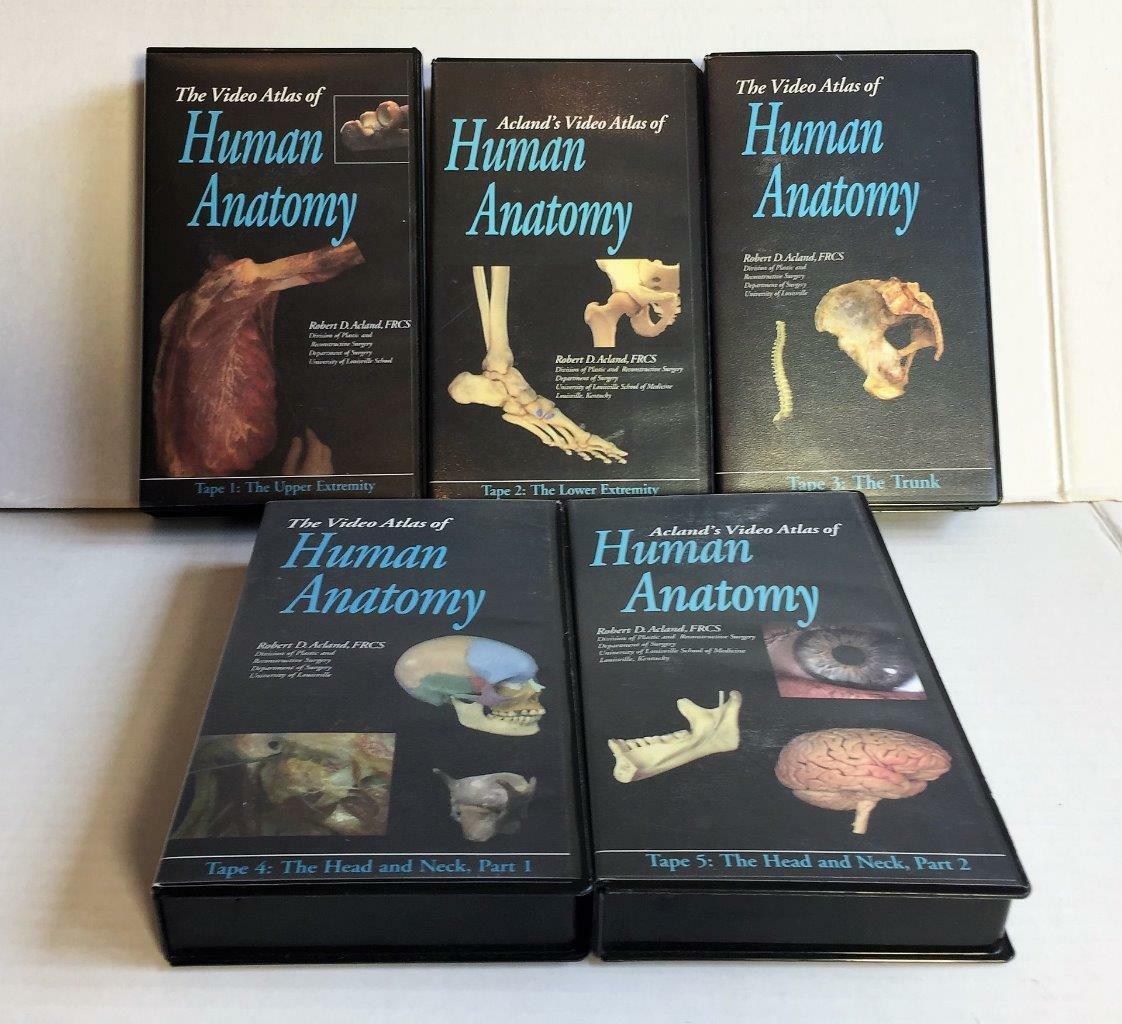 The Video Atlas of
Human
Anatomy
Robert D. Acland, FRCS
Division of Plastic and
Reconstructive Surgery
Department of Surgery
University of Louisville School
Tape 1: The Upper Extremity
Acland's Video Atlas of
Human
Anatomy
Robert D. Acland, FRCS
Division of Plastic and Reconstructive Surgery
Department of Surgery
University of Louisville School of Medicine
Louisville, Kentucky
Tape 2: The Lower Extremity
The Video Atlas of
Human
Anatomy
Robert D. Acland, FRCS
Division of Plastic and
Reconstructive Surgery
Department of Surgery
University of Louisville
Tape 3: The Trunk
The Video Atlas of
Human
Anatomy
Robert D. Acland, FRCS
Division of Plastic and
Reconstructive Surgery
Department of Surgery
University of Louisville
Tape 4: The Head and Neck, Part 1
Acland's Video Atlas of
Human
Anatomy
Robert D. Acland, FRCS
Division of Plastic and Reconstructive Surgery
Department of Surgery
University of Louisville School of Medicine
Louisville, Kentucky
Tape 5: The Head and Neck, Part 2